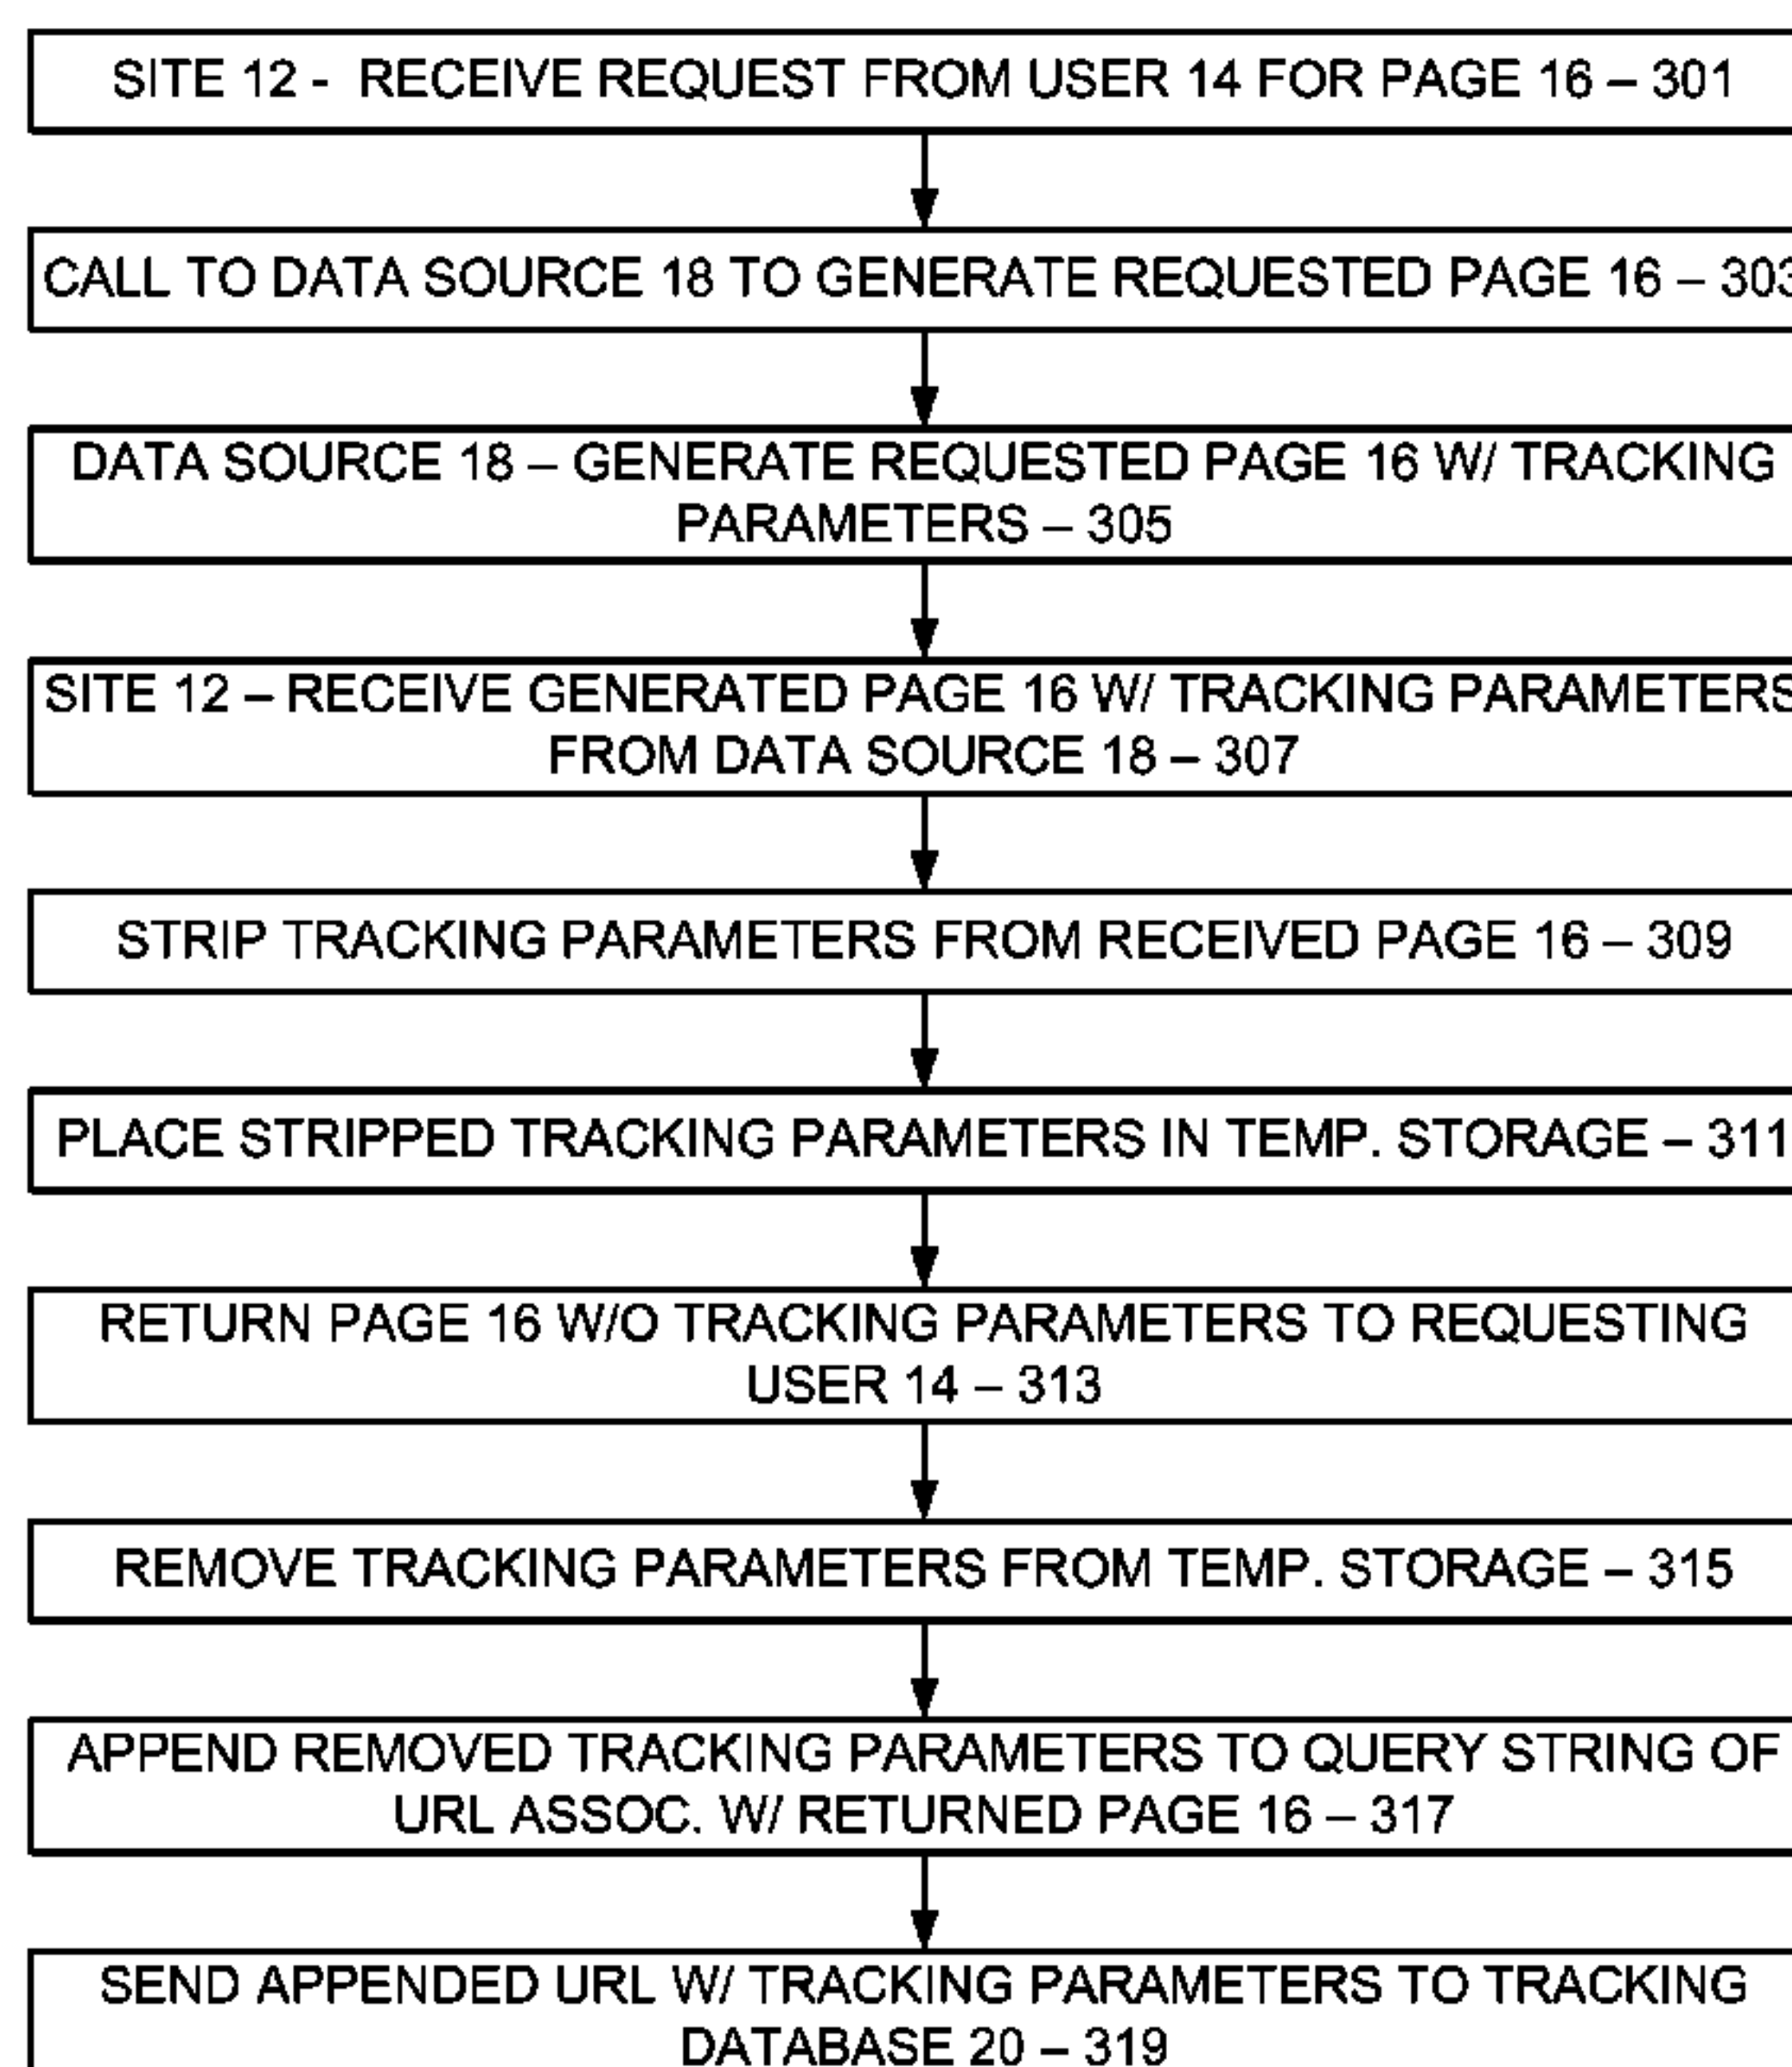 SITE 12 - RECEIVE REQUEST FROM USER 14 FOR PAGE 16 – 301
CALL TO DATA SOURCE 18 TO GENERATE REQUESTED PAGE 16 – 303
DATA SOURCE 18 – GENERATE REQUESTED PAGE 16 W/ TRACKING
PARAMETERS – 305
SITE 12 – RECEIVE GENERATED PAGE 16 W/ TRACKING PARAMETERS
FROM DATA SOURCE 18 – 307
STRIP TRACKING PARAMETERS FROM RECEIVED PAGE 16 – 309
PLACE STRIPPED TRACKING PARAMETERS IN TEMP. STORAGE – 311
RETURN PAGE 16 W/O TRACKING PARAMETERS TO REQUESTING
USER 14 – 313
REMOVE TRACKING PARAMETERS FROM TEMP. STORAGE – 315
APPEND REMOVED TRACKING PARAMETERS TO QUERY STRING OF
URL ASSOC. W/ RETURNED PAGE 16 – 317
SEND APPENDED URL W/ TRACKING PARAMETERS TO TRACKING
DATABASE 20 – 319